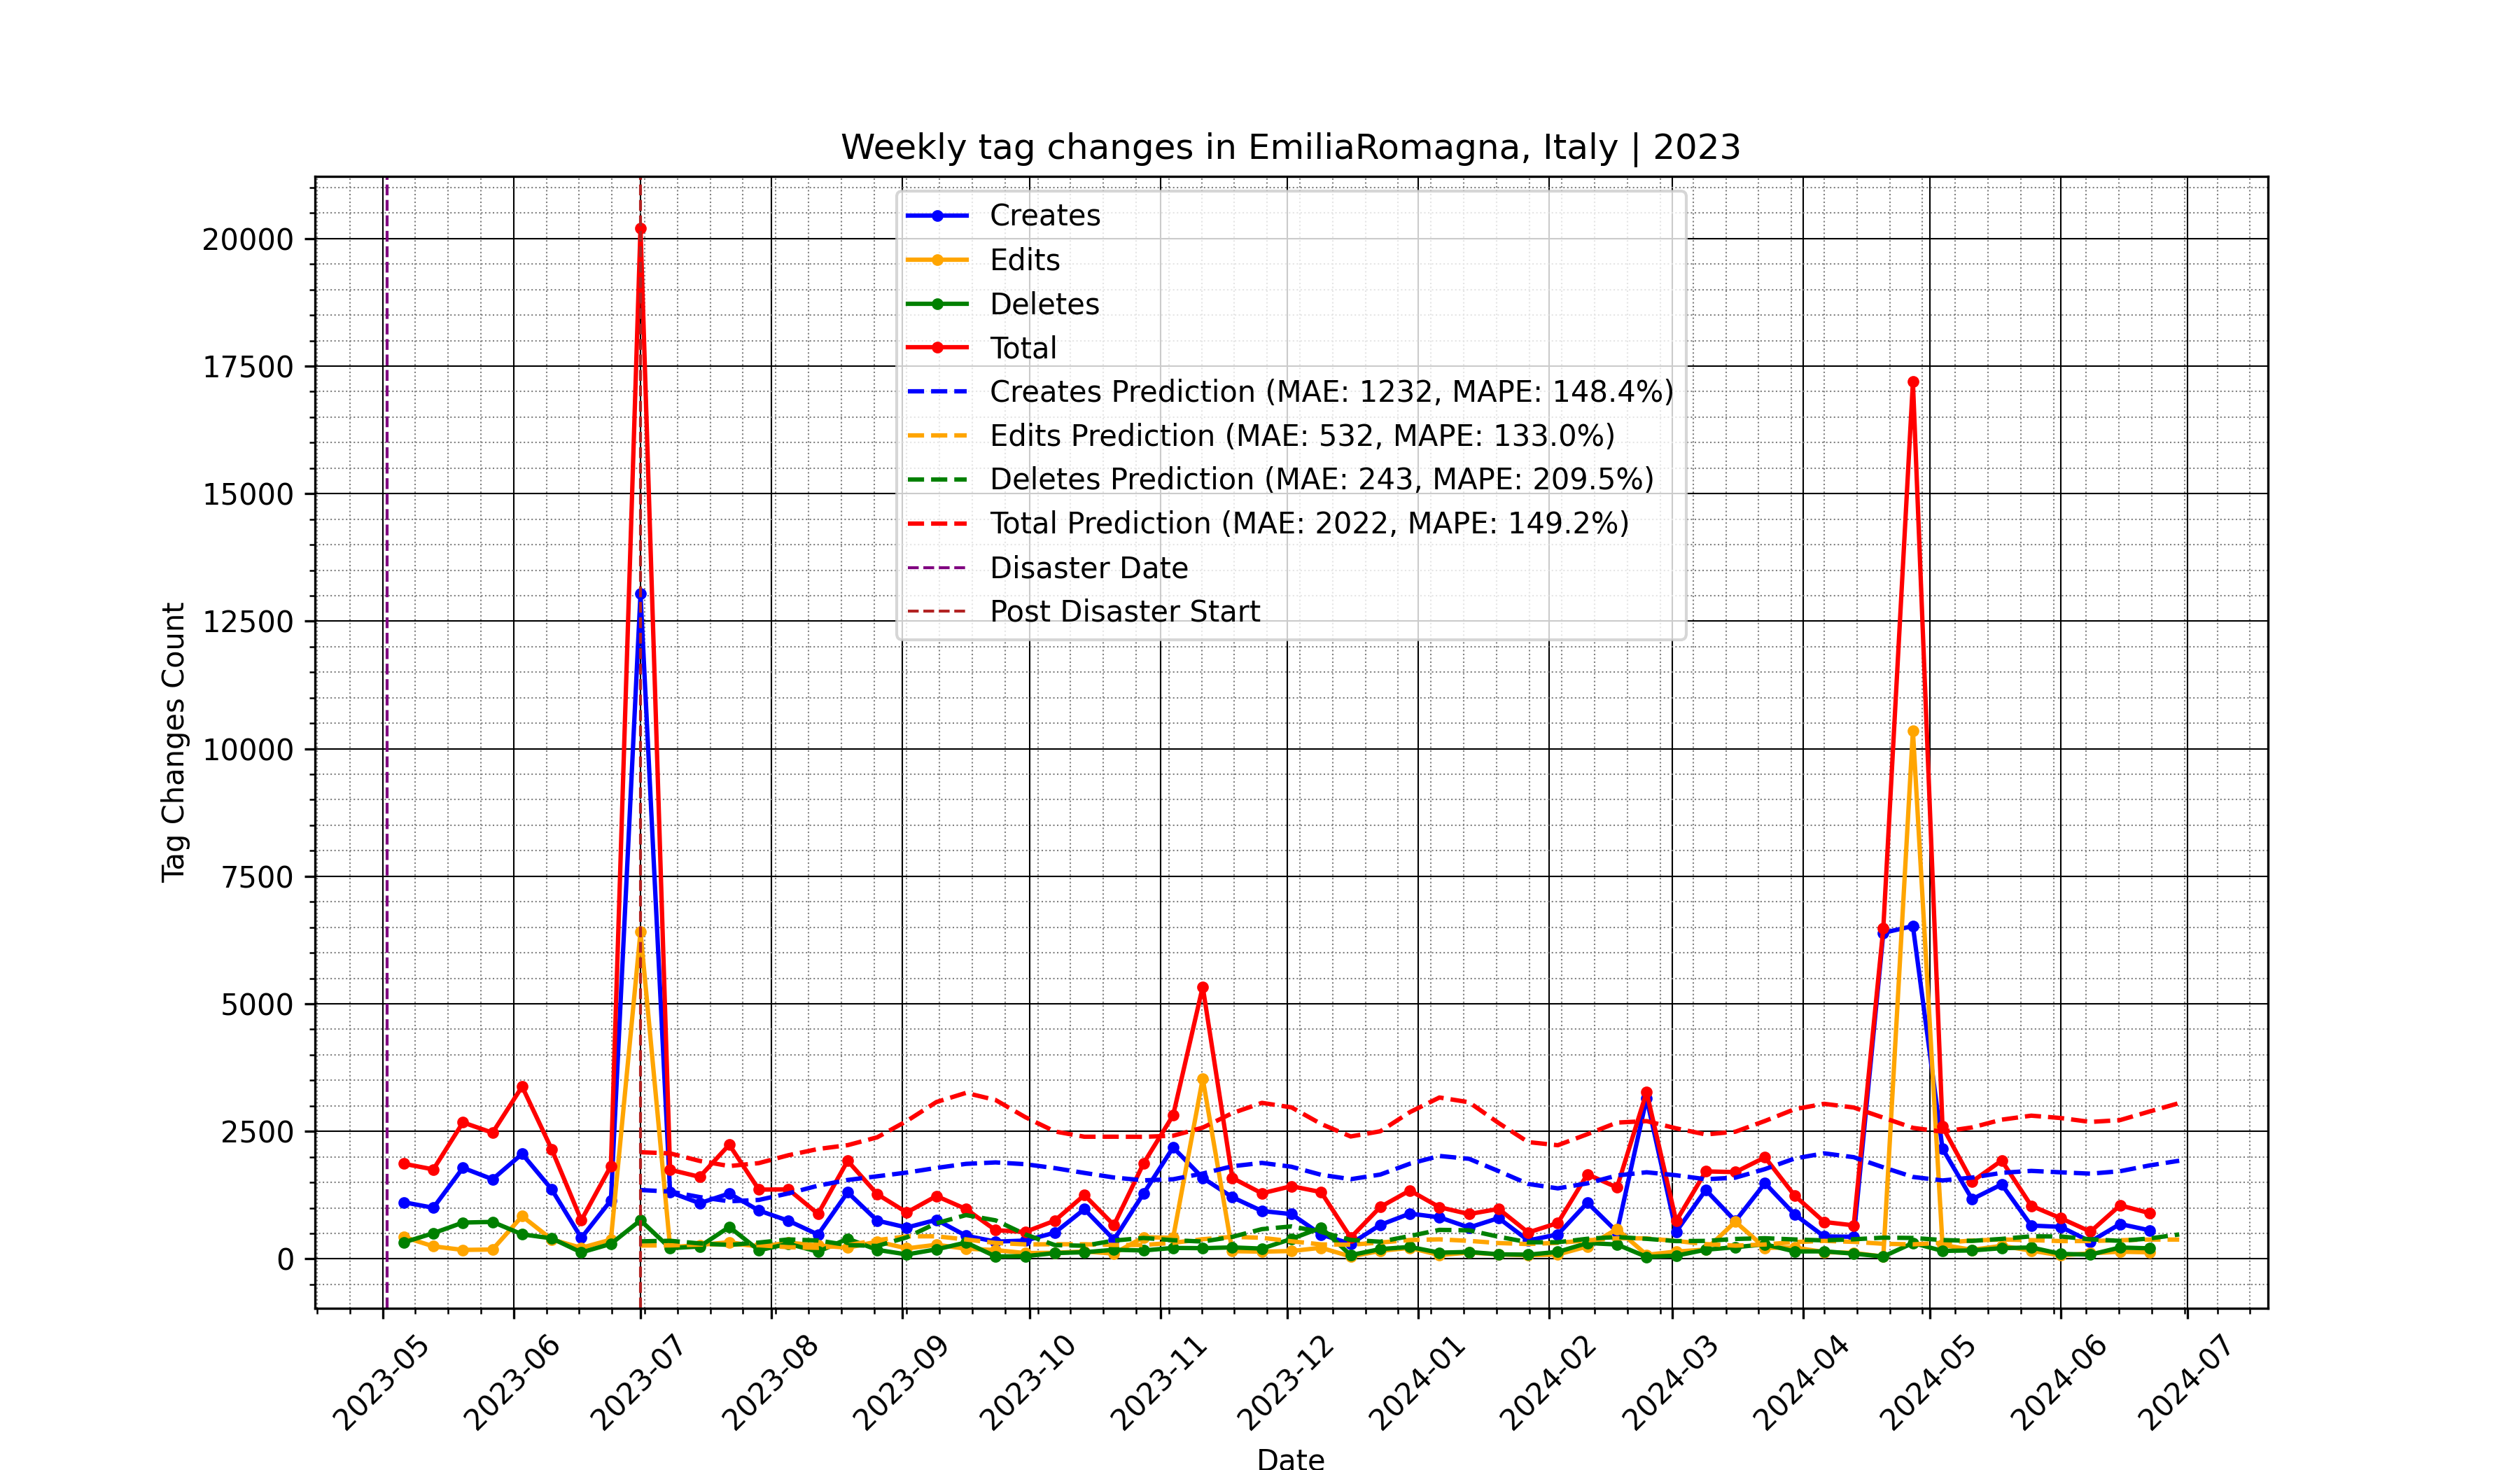 Weekly tag changes in EmiliaRomagna, Italy | 2023
Creates
Edits
Deletes
Total
Creates Prediction (MAE: 1232, MAPE: 148.4%)
Edits Prediction (MAE: 532, MAPE: 133.0%)
Deletes Prediction (MAE: 243, MAPE: 209.5%)
Total Prediction (MAE: 2022, MAPE: 149.2%)
Disaster Date
Post Disaster Start
Tag Changes Count
20000
17500
15000
12500
10000
7500
5000
2500
0
2023-05
2023-06
2023-07
2023-08
2023-09
2023-10
2023-11
2023-12
2024-01
2024-02
2024-03
2024-04
2024-05
2024-06
2024-07
Date